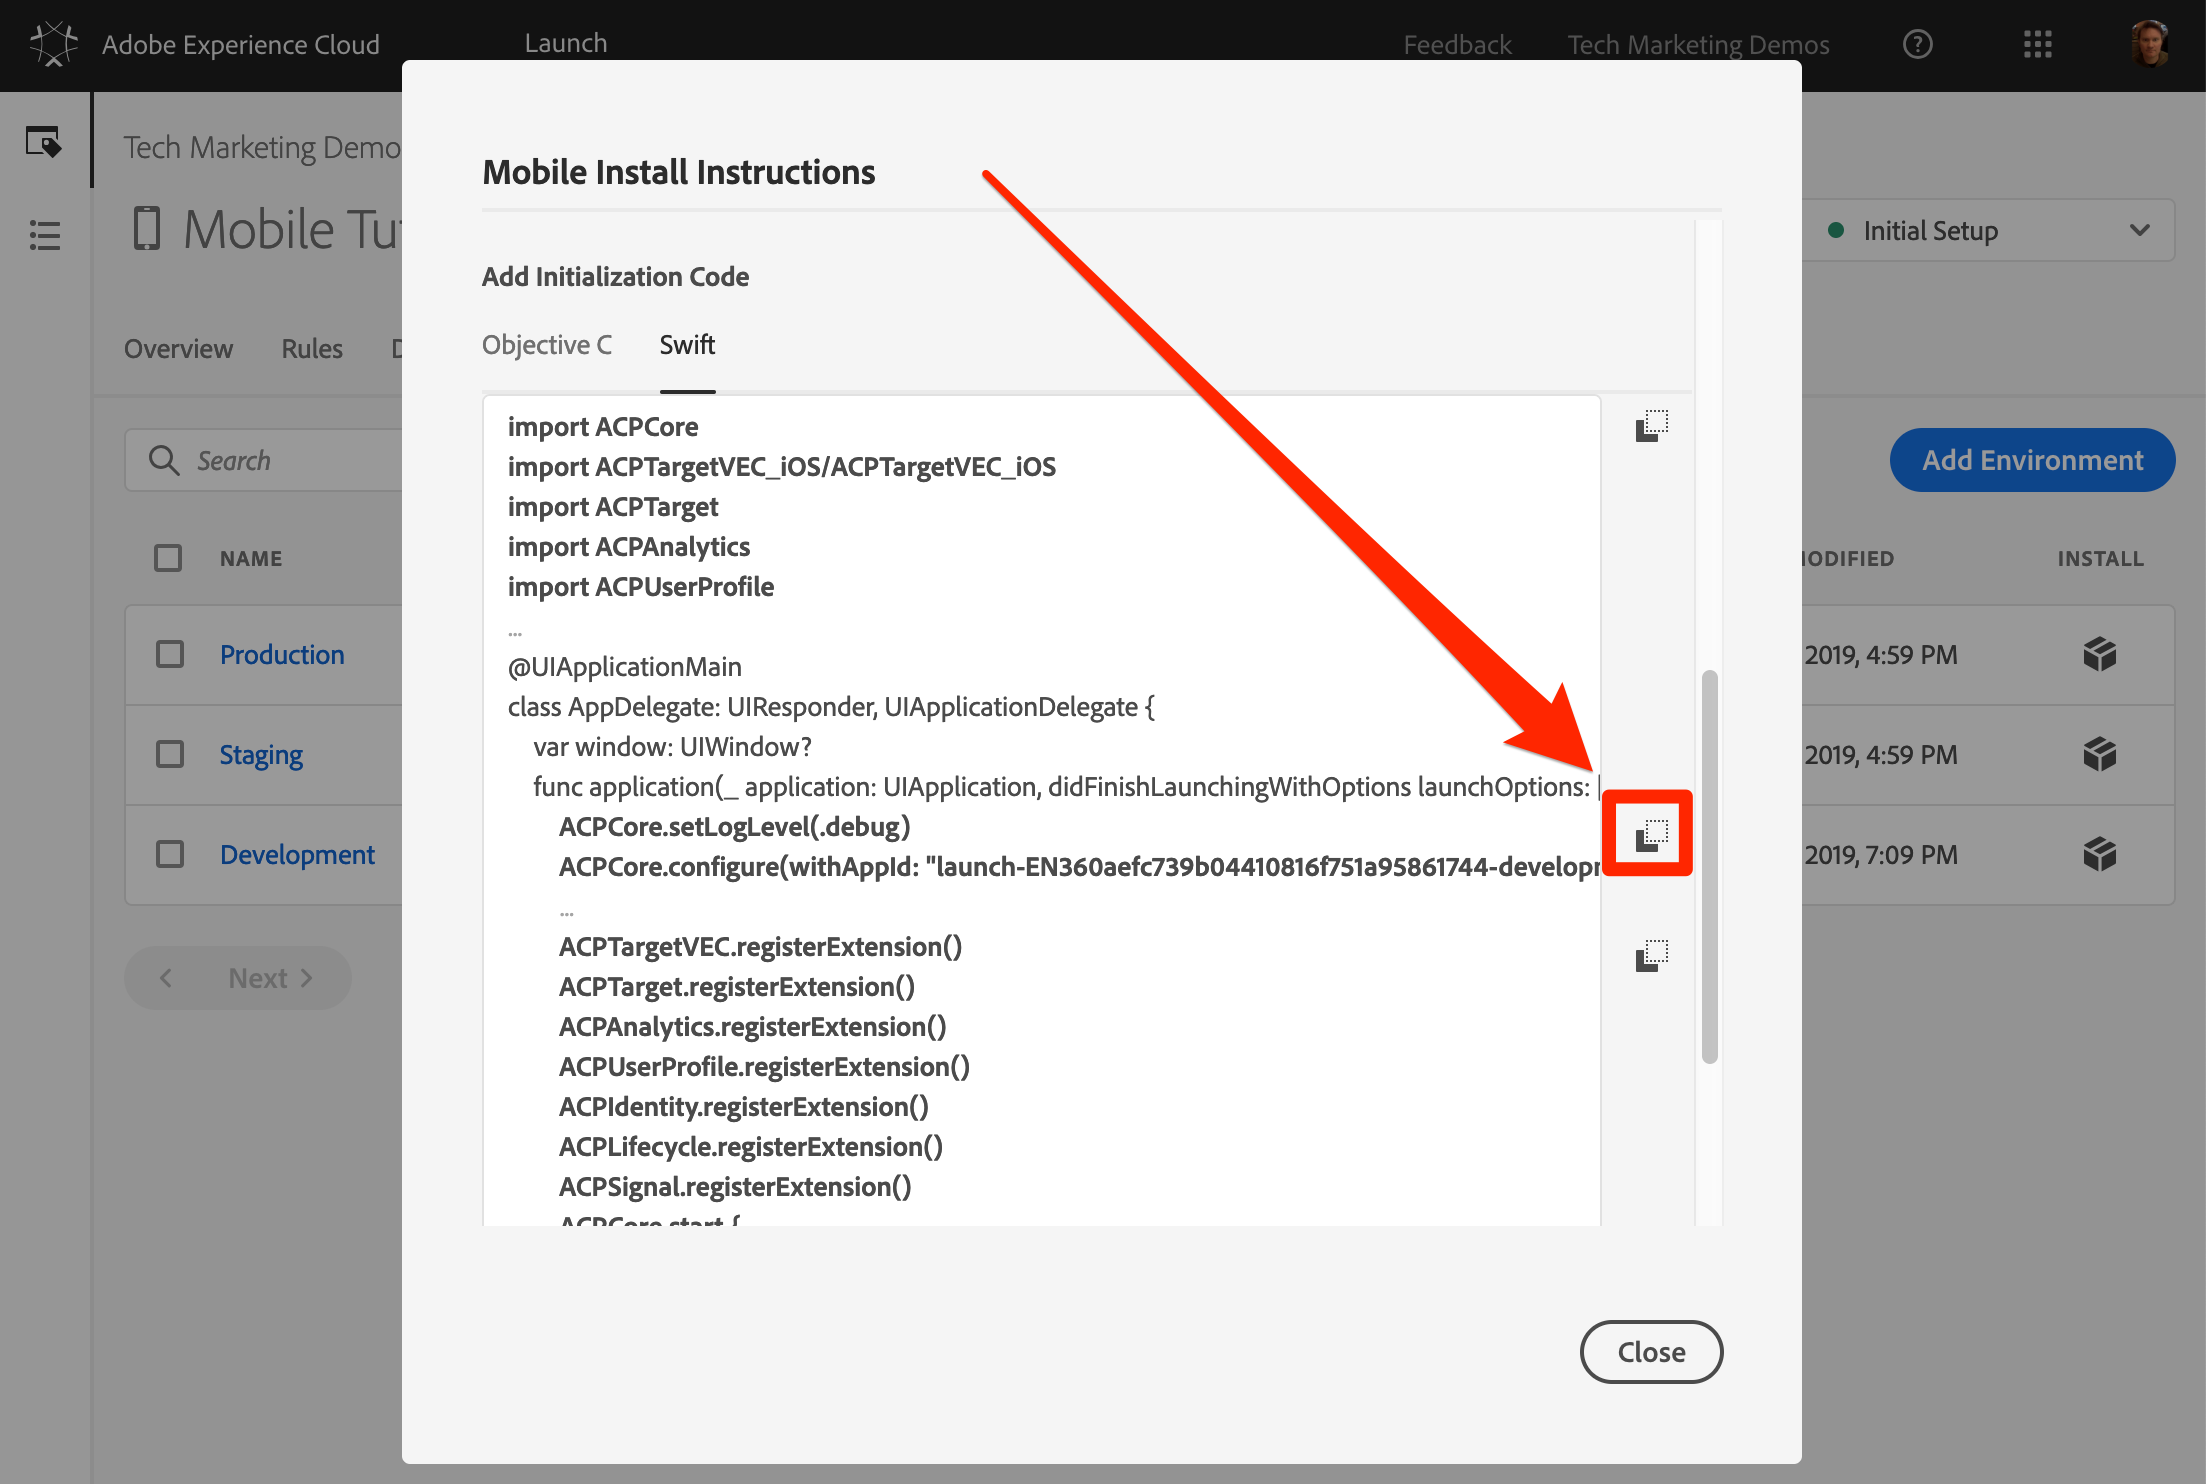 Adobe Experience Cloud
Launch
Feedback
Tech Marketing Demos
Tech Marketing Demo
Mobile Tu
Initial Setup
Overview
Rules
Search
Add Environment
NAME
MODIFIED
INSTALL
Production
2019, 4:59 PM
Staging
2019, 4:59 PM
Development
2019, 7:09 PM
Next
Mobile Install Instructions
Add Initialization Code
Objective C
Swift
import ACPCore
import ACPTargetVEC_iOS/ACPTargetVEC_iOS
import ACPTarget
import ACPAnalytics
import ACPUserProfile
...
@UIApplicationMain
class AppDelegate: UIResponder, UIApplicationDelegate {
var window: UIWindow?
func application(_ application: UIApplication, didFinishLaunchingWithOptions launchOptions: [
ACPCore.setLogLevel(.debug)
ACPCore.configure(withAppId: "launch-EN360aefc739b04410816f751a95861744-develop
...
ACPTargetVEC.registerExtension()
ACPTarget.registerExtension()
ACPAnalytics.registerExtension()
ACPUserProfile.registerExtension()
ACPIdentity.registerExtension()
ACPLifecycle.registerExtension()
ACPSignal.registerExtension()
ACPCore.start {
Close